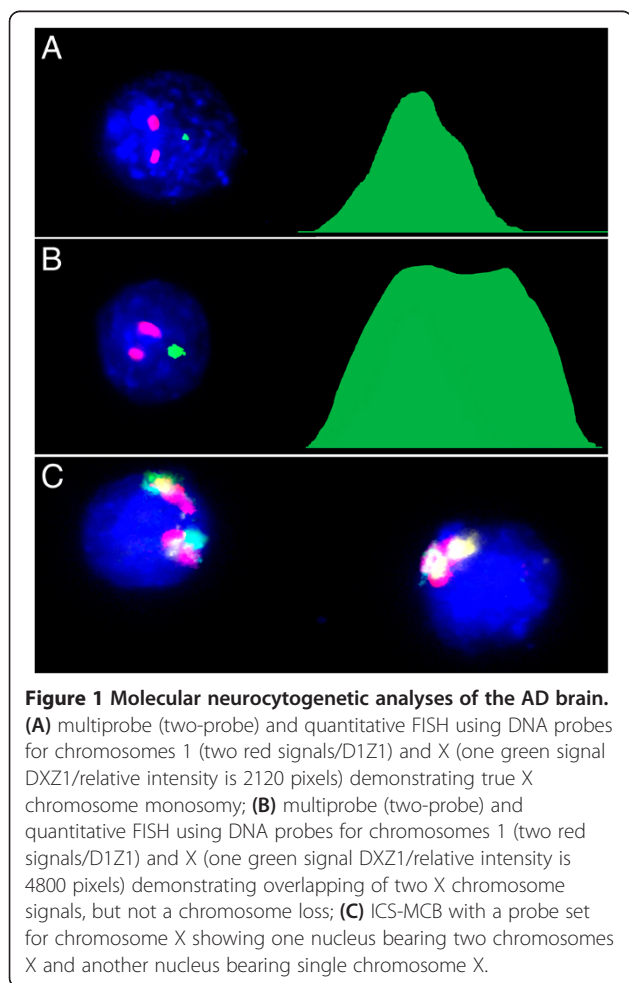 A
B
C
Figure 1 Molecular neurocytogenetic analyses of the AD brain.
(A) multiprobe (two-probe) and quantitative FISH using DNA probes
for chromosomes 1 (two red signals/D1Z1) and X (one green signal
DXZ1/relative intensity is 2120 pixels) demonstrating true X
chromosome monosomy; (B) multiprobe (two-probe) and
quantitative FISH using DNA probes for chromosomes 1 (two red
signals/D1Z1) and X (one green signal DXZ1/relative intensity is
4800 pixels) demonstrating overlapping of two X chromosome
signals, but not a chromosome loss; (C) ICS-MCB with a probe set
for chromosome X showing one nucleus bearing two chromosomes
X and another nucleus bearing single chromosome X.